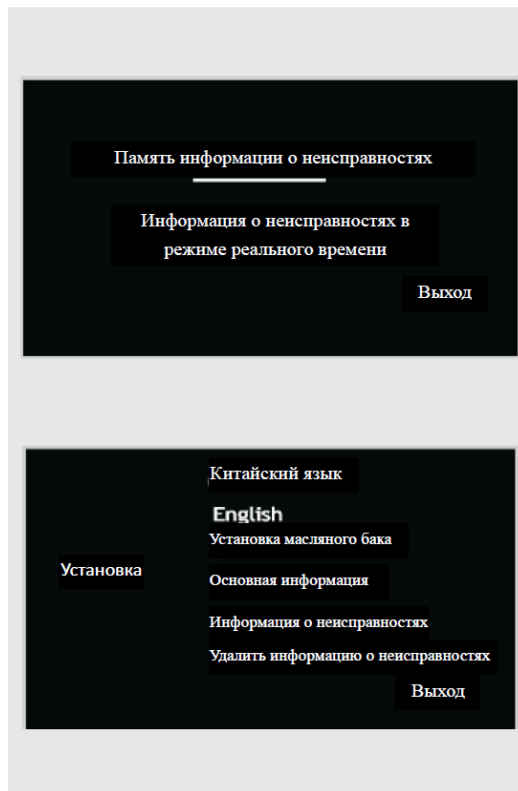 Память информации о неисправностях
Информация о неисправностях в
режиме реального времени
Выход
Китайский язык
English
Установка масляного бака
Установка
Основная информация
Информация о неисправностях
Удалить информацию о неисправностях
Выход